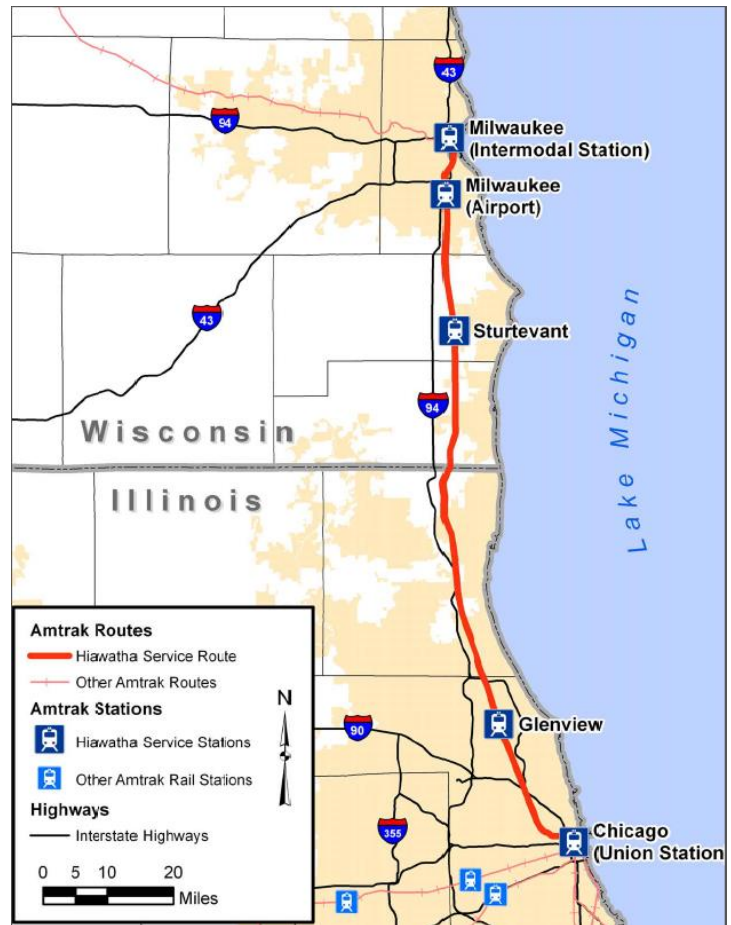 43
94
Milwaukee
(Intermodal Station)
Milwaukee
(Airport)
43
Sturtevant
94
Lake Michigan
Wisconsin
Illinois
Amtrak Routes
Hiawatha Service Route
Other Amtrak Routes
Amtrak Stations
Hiawatha Service Stations
Other Amtrak Rail Stations
Highways
Interstate Highways
0 5 10 20
Miles
N
90
Glenview
355
Chicago
(Union Station